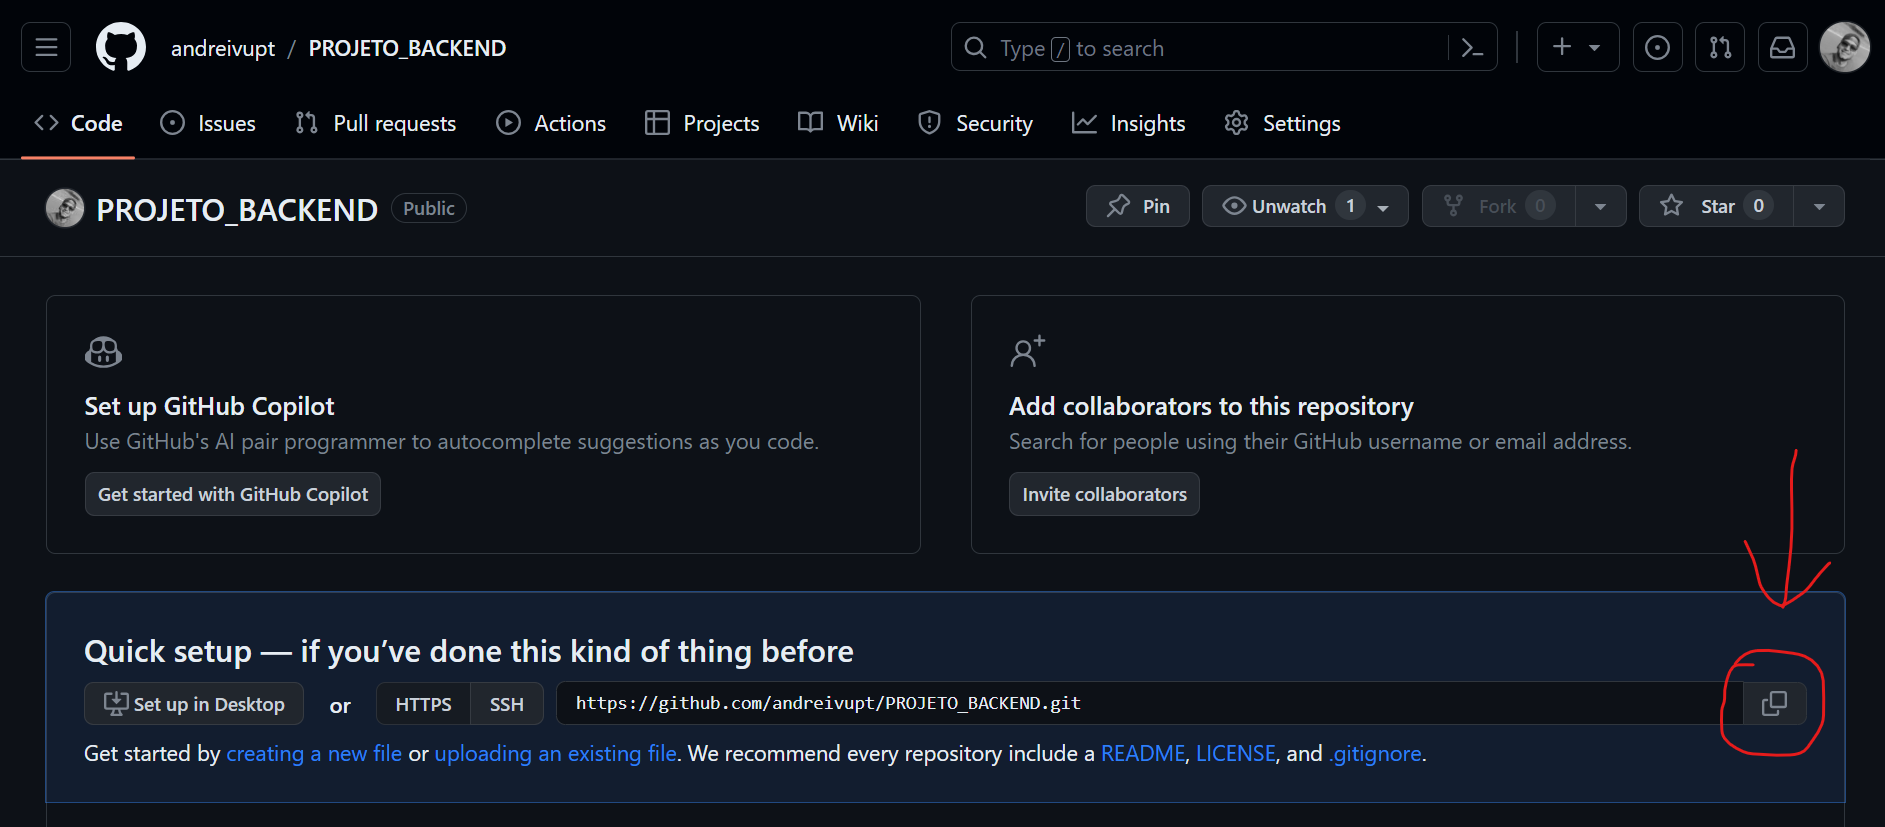 andreivupt / PROJETO_BACKEND
Type / to search
Code Issues Pull requests Actions Projects Wiki Security Insights Settings
PROJETO_BACKEND Public
Pin Unwatch 1 Fork 0 Star 0
Set up GitHub Copilot
Use GitHub's AI pair programmer to autocomplete suggestions as you code.
Get started with GitHub Copilot
Add collaborators to this repository
Search for people using their GitHub username or email address.
Invite collaborators
Quick setup — if you’ve done this kind of thing before
Set up in Desktop or HTTPS SSH https://github.com/andreivupt/PROJETO_BACKEND.git
Get started by creating a new file or uploading an existing file. We recommend every repository include a README, LICENSE, and .gitignore.